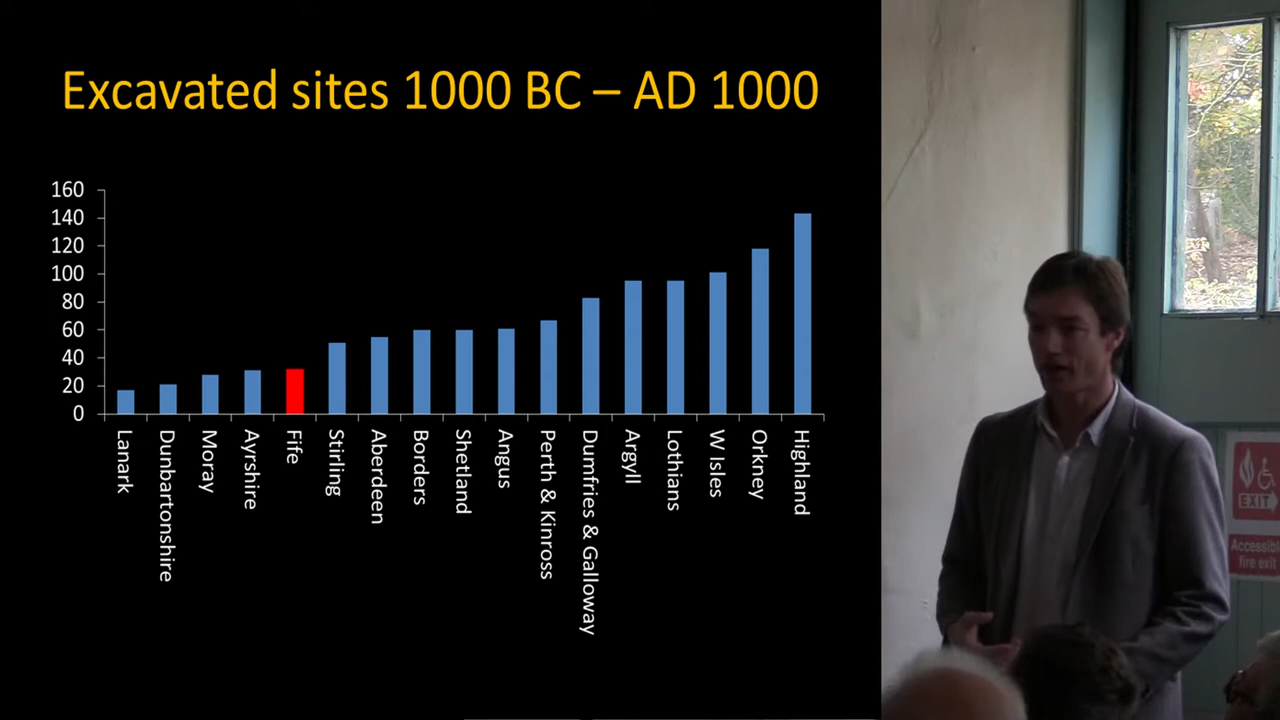 Excavated sites 1000 BC – AD 1000
160
140
120
100
80
60
40
20
0
Lanark
Dunbartonshire
Moray
Ayrshire
Fife
Stirling
Aberdeen
Borders
Shetland
Angus
Perth & Kinross
Dumfries & Galloway
Argyll
Lothians
W Isles
Orkney
Highland
EXIT
Accessib
fire exit